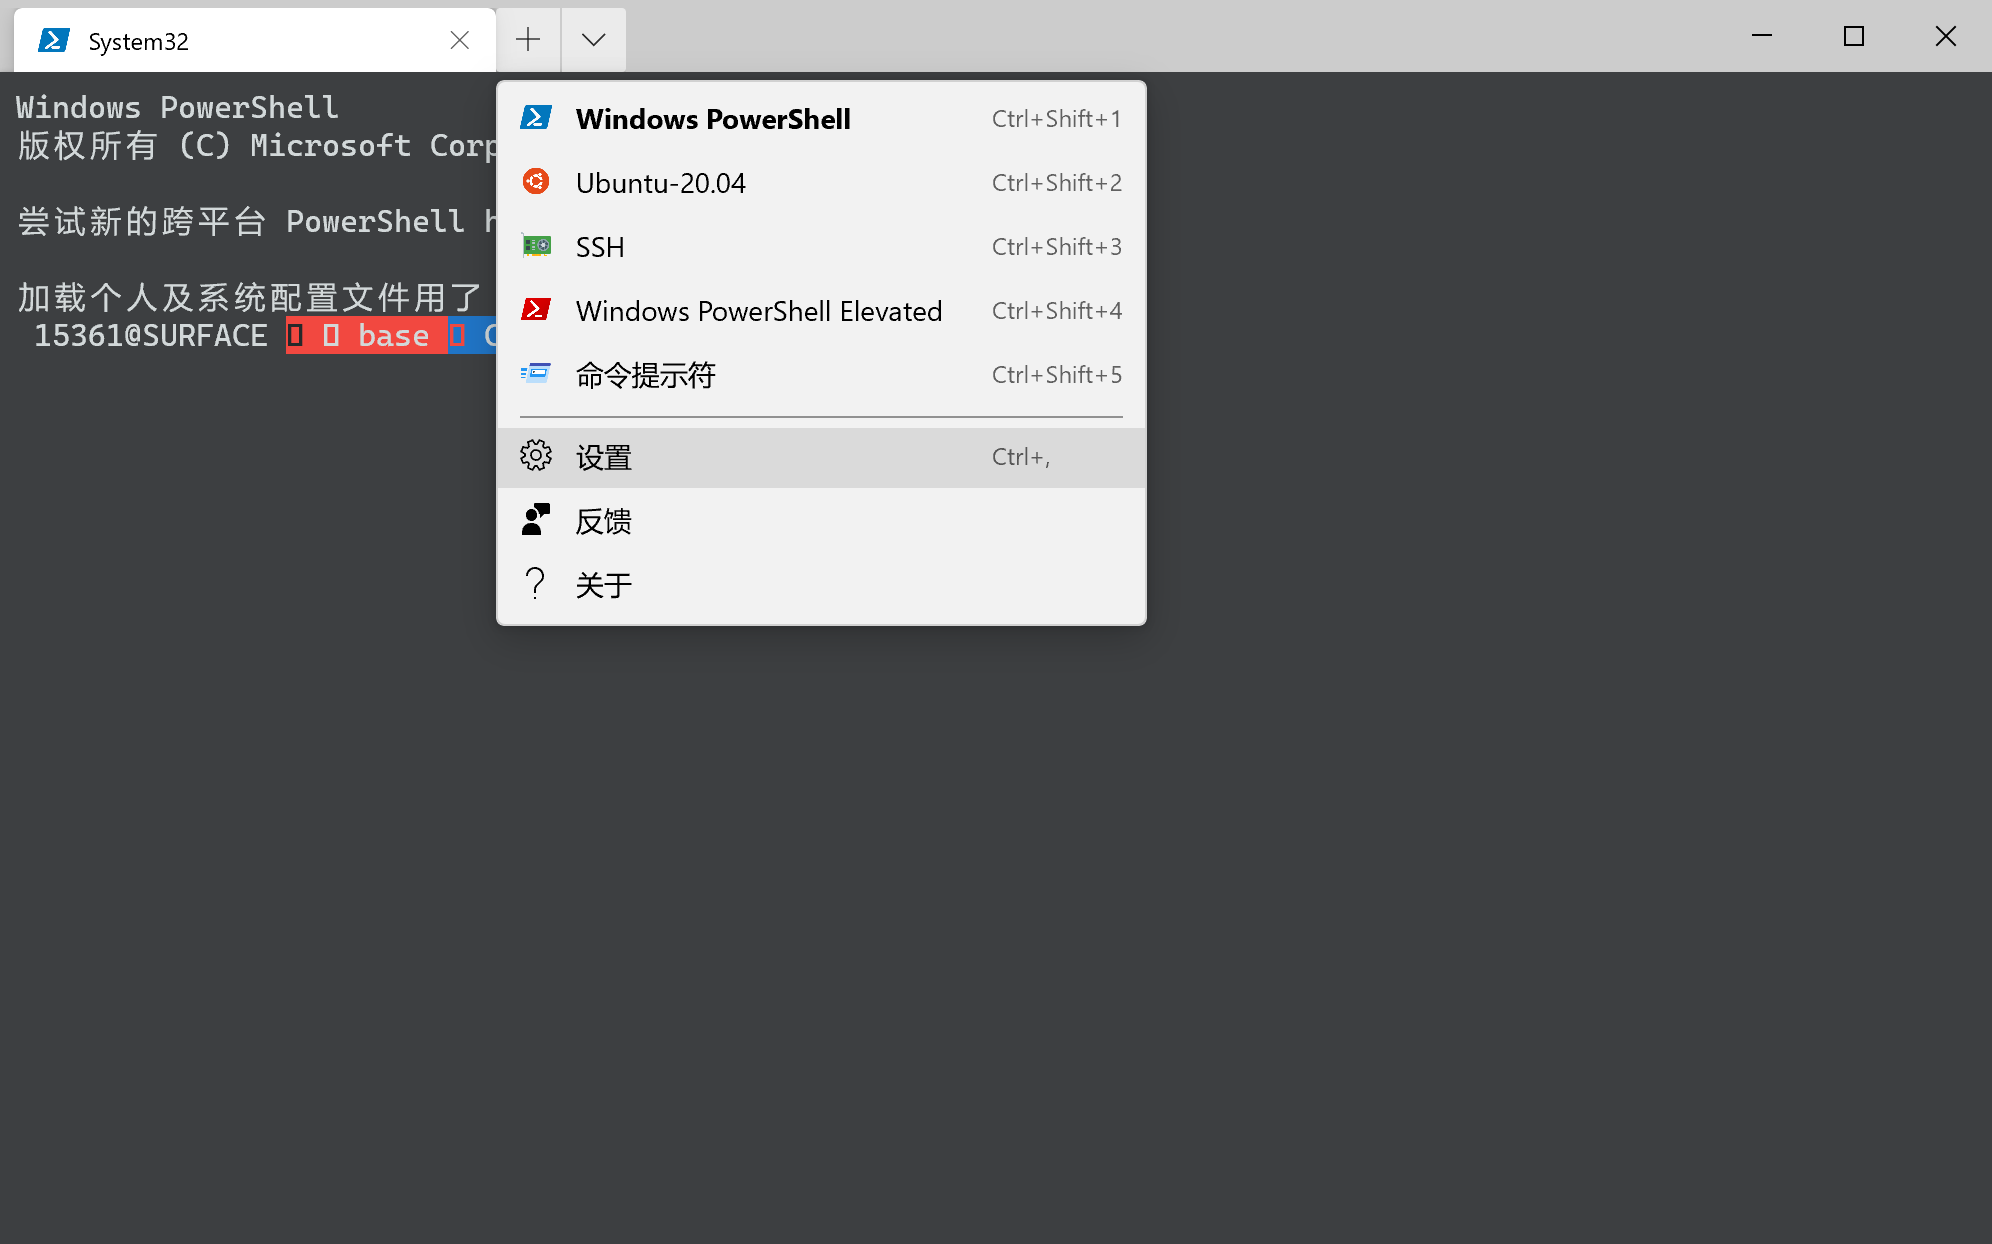 System32
Windows PowerShell
版权所有 (C) Microsoft Corp
尝试新的跨平台 PowerShell
加载个人及系统配置文件用了
15361@SURFACE base
Windows PowerShell Ctrl+Shift+1
Ubuntu-20.04 Ctrl+Shift+2
SSH Ctrl+Shift+3
Windows PowerShell Elevated Ctrl+Shift+4
命令提示符 Ctrl+Shift+5
设置 Ctrl+,
反馈
关于